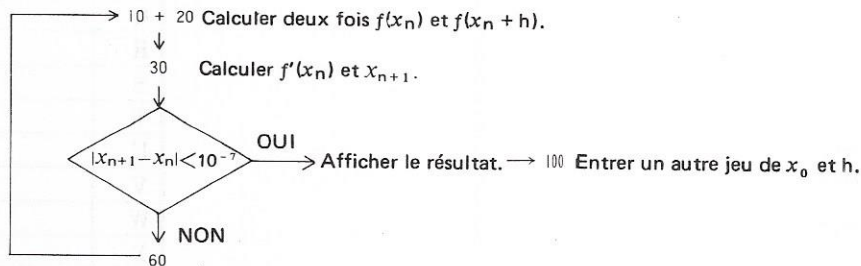 10 + 20 Calculer deux fois f(xn) et f(xn + h).
30 Calculer f'(xn) et xn+1.
|xn+1−xn|<10⁻⁷ OUI Afficher le résultat. 100 Entrer un autre jeu de x0 et h.
NON
60